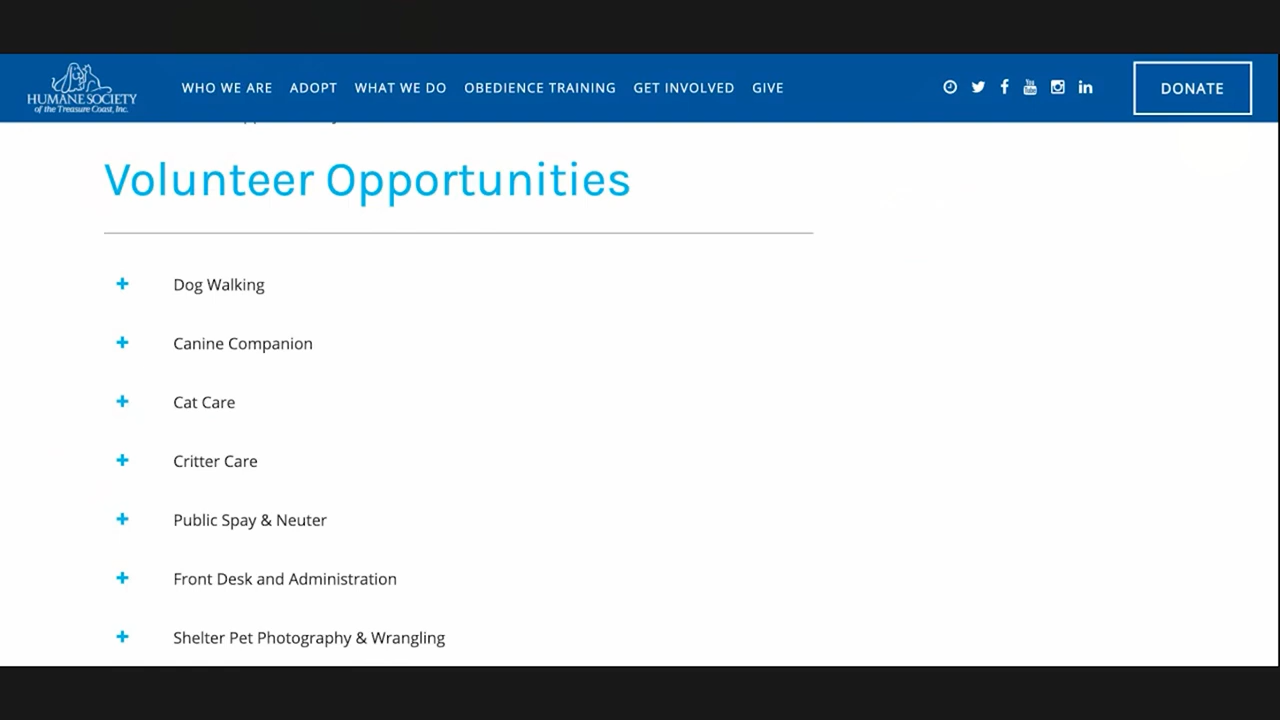 HUMANE SOCIETY
of the Treasure Coast, Inc.
WHO WE ARE ADOPT WHAT WE DO OBEDIENCE TRAINING GET INVOLVED GIVE
DONATE
Volunteer Opportunities
Dog Walking
Canine Companion
Cat Care
Critter Care
Public Spay & Neuter
Front Desk and Administration
Shelter Pet Photography & Wrangling